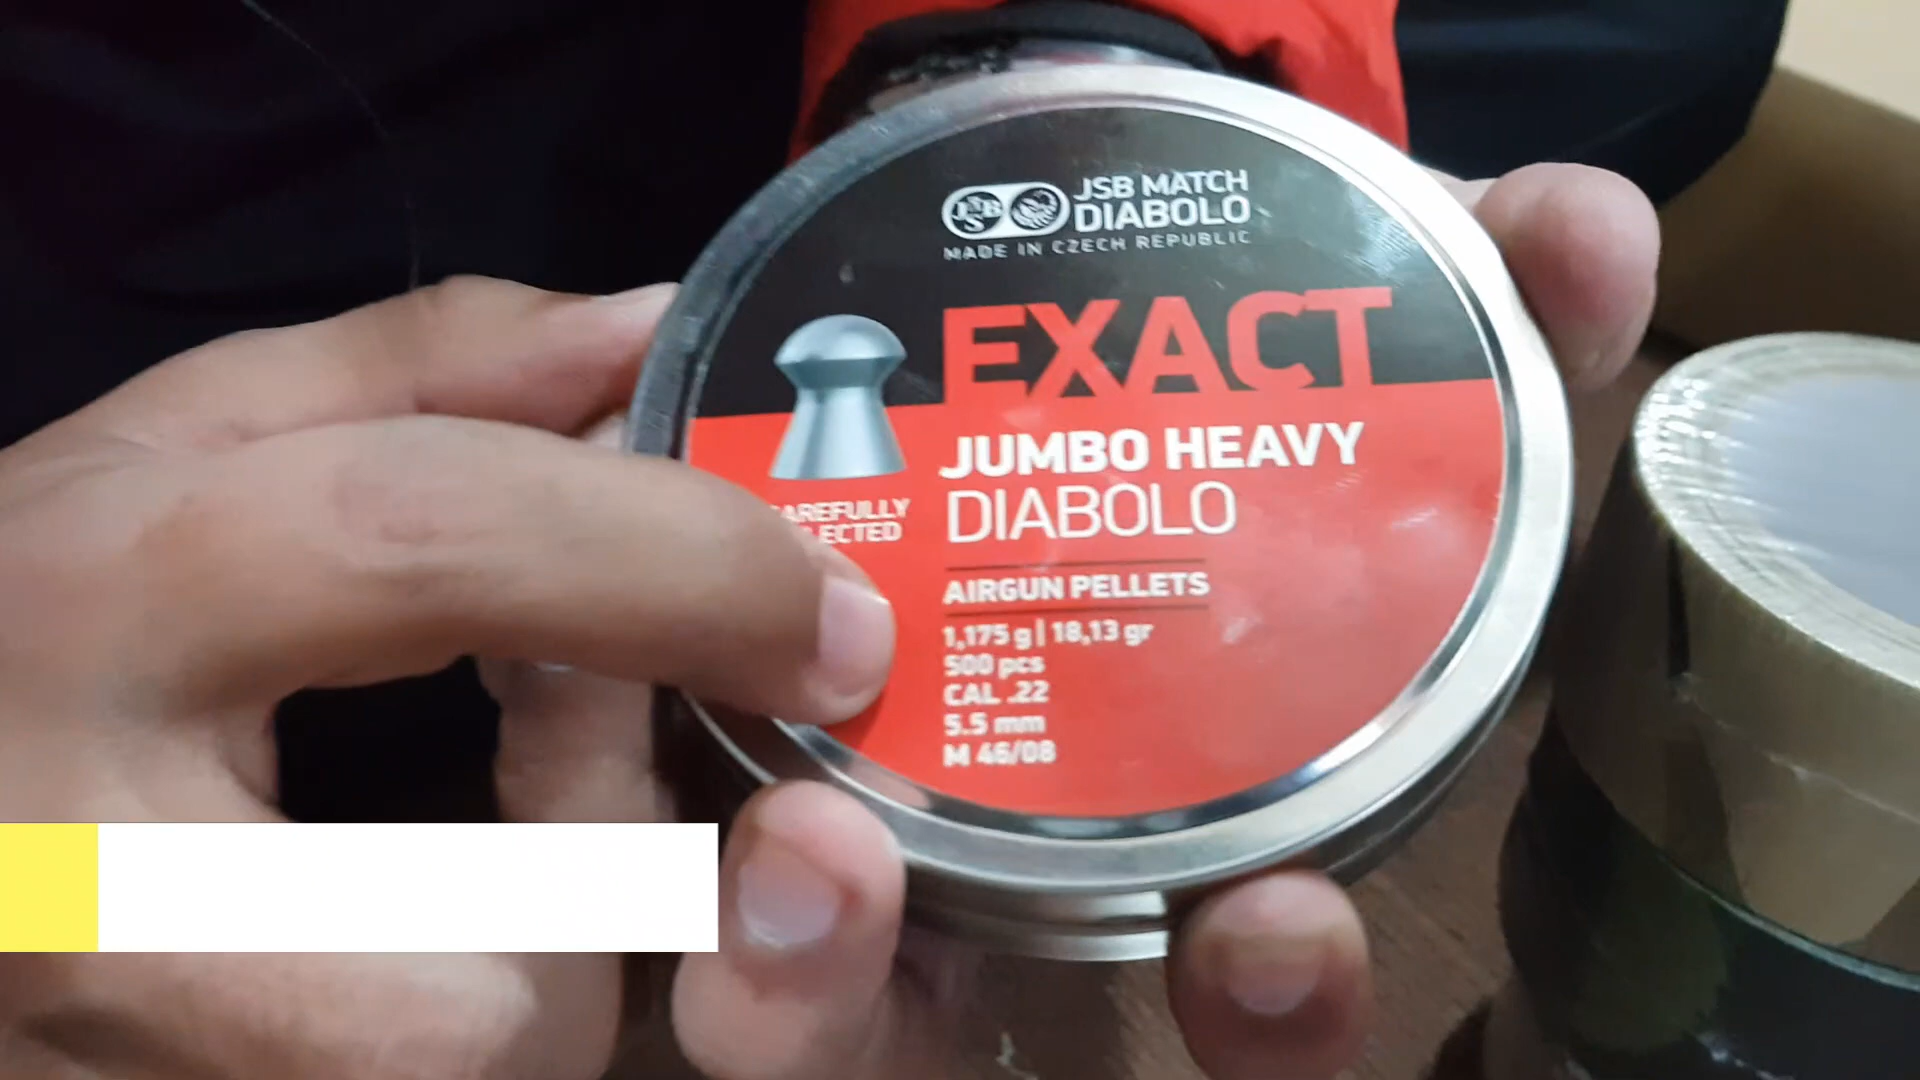 JSB MATCH
DIABOLO
MADE IN CZECH REPUBLIC
EXACT
JUMBO HEAVY
DIABOLO
AIRGUN PELLETS
1,175 g | 18,13 gr
500 pcs
CAL .22
5.5 mm
M 46/08